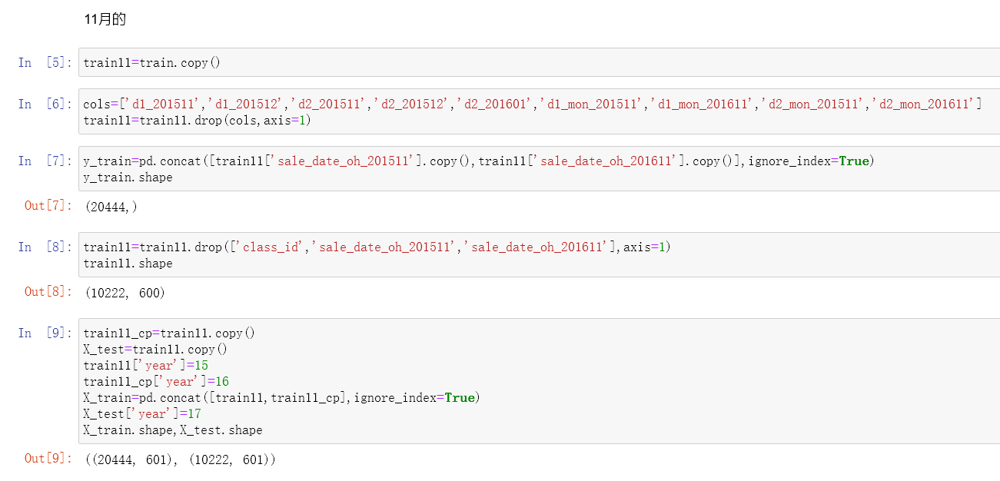 11月的
In [5]: train11=train.copy()
In [6]: cols=['d1_201511','d1_201512','d2_201511','d2_201512','d2_201601','d1_mon_201511','d1_mon_201611','d2_mon_201511','d2_mon_201611']
train11=train11.drop(cols,axis=1)
In [7]: y_train=pd.concat([train11['sale_date_oh_201511'].copy(),train11['sale_date_oh_201611'].copy()],ignore_index=True)
y_train.shape
Out[7]: (20444,)
In [8]: train11=train11.drop(['class_id','sale_date_oh_201511','sale_date_oh_201611'],axis=1)
train11.shape
Out[8]: (10222, 600)
In [9]: train11_cp=train11.copy()
X_test=train11.copy()
train11['year']=15
train11_cp['year']=16
X_train=pd.concat([train11,train11_cp],ignore_index=True)
X_test['year']=17
X_train.shape,X_test.shape
Out[9]: ((20444, 601), (10222, 601))